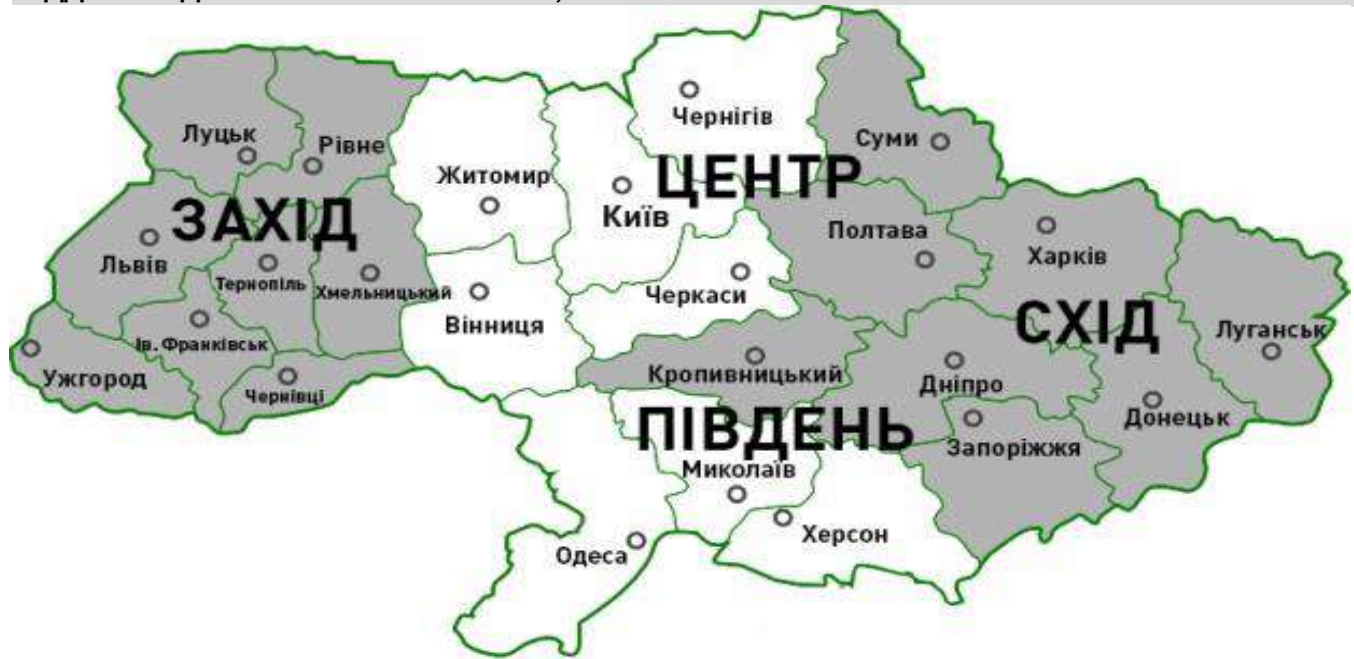 Чернігів
Луцьк
Рівне
Суми
Житомир
ЦЕНТР
Київ
ЗАХІД
Полтава
Львів
Харків
Тернопіль
Хмельницький
Черкаси
Вінниця
СХІД
Луганськ
Ів. Франківськ
Ужгород
Кропивницький
Дніпро
Чернівці
Донецьк
ПІВДЕНЬ
Запоріжжя
Миколаїв
Херсон
Одеса